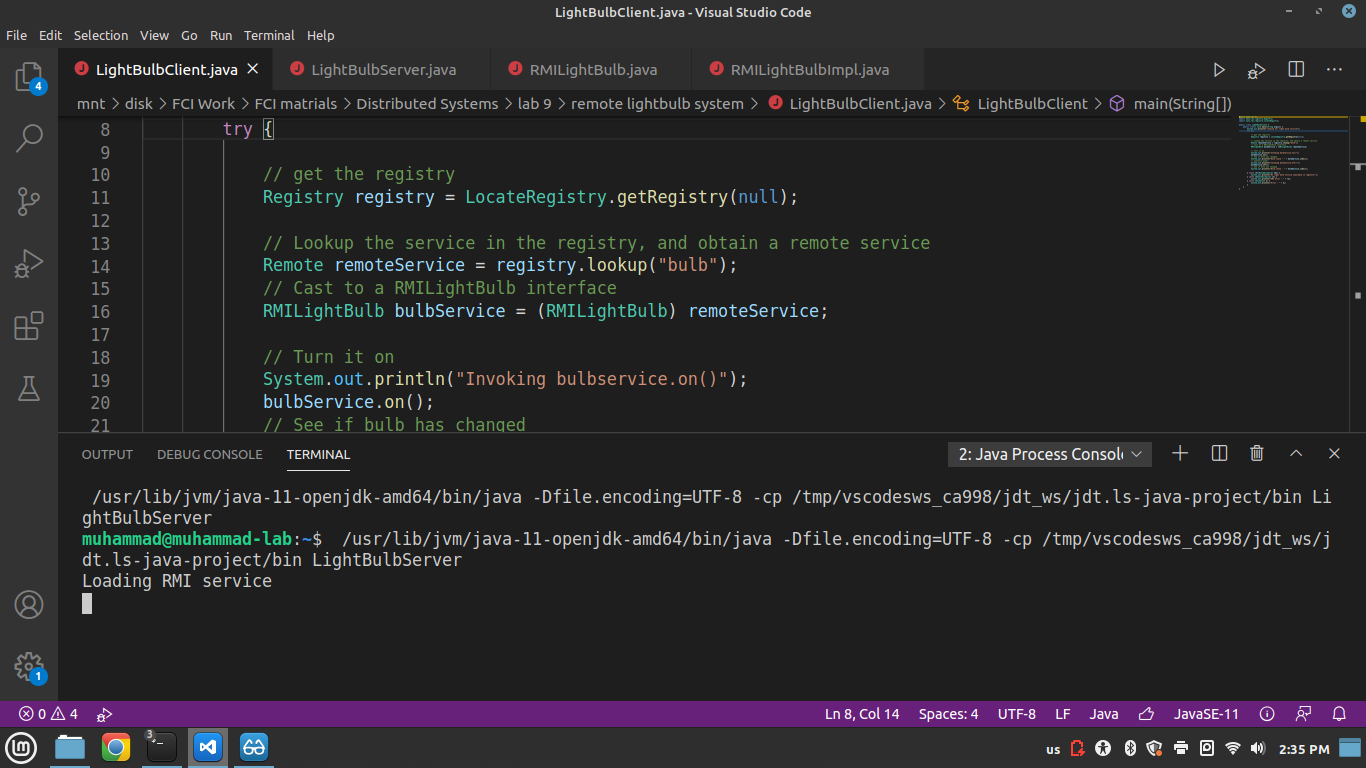 LightBulbClient.java - Visual Studio Code
File Edit Selection View Go Run Terminal Help
4
LightBulbClient.java LightBulbServer.java RMILightBulb.java RMILightBulbImpl.java
mnt > disk > FCI Work > FCI matrials > Distributed Systems > lab 9 > remote lightbulb system > LightBulbClient.java > LightBulbClient > main(String[])
8 try {
9
10 // get the registry
11 Registry registry = LocateRegistry.getRegistry(null);
12
13 // Lookup the service in the registry, and obtain a remote service
14 Remote remoteService = registry.lookup("bulb");
15 // Cast to a RMILightBulb interface
16 RMILightBulb bulbService = (RMILightBulb) remoteService;
17
18 // Turn it on
19 System.out.println("Invoking bulbservice.on()");
20 bulbService.on();
21 // See if bulb has changed
OUTPUT DEBUG CONSOLE TERMINAL 2: Java Process Consol
/usr/lib/jvm/java-11-openjdk-amd64/bin/java -Dfile.encoding=UTF-8 -cp /tmp/vscodesws_ca998/jdt_ws/jdt.ls-java-project/bin Li
ghtBulbServer
muhammad@muhammad-lab:~$ /usr/lib/jvm/java-11-openjdk-amd64/bin/java -Dfile.encoding=UTF-8 -cp /tmp/vscodesws_ca998/jdt_ws/j
dt.ls-java-project/bin LightBulbServer
Loading RMI service
1
0 4 Ln 8, Col 14 Spaces: 4 UTF-8 LF Java JavaSE-11
3 us 2:35 PM